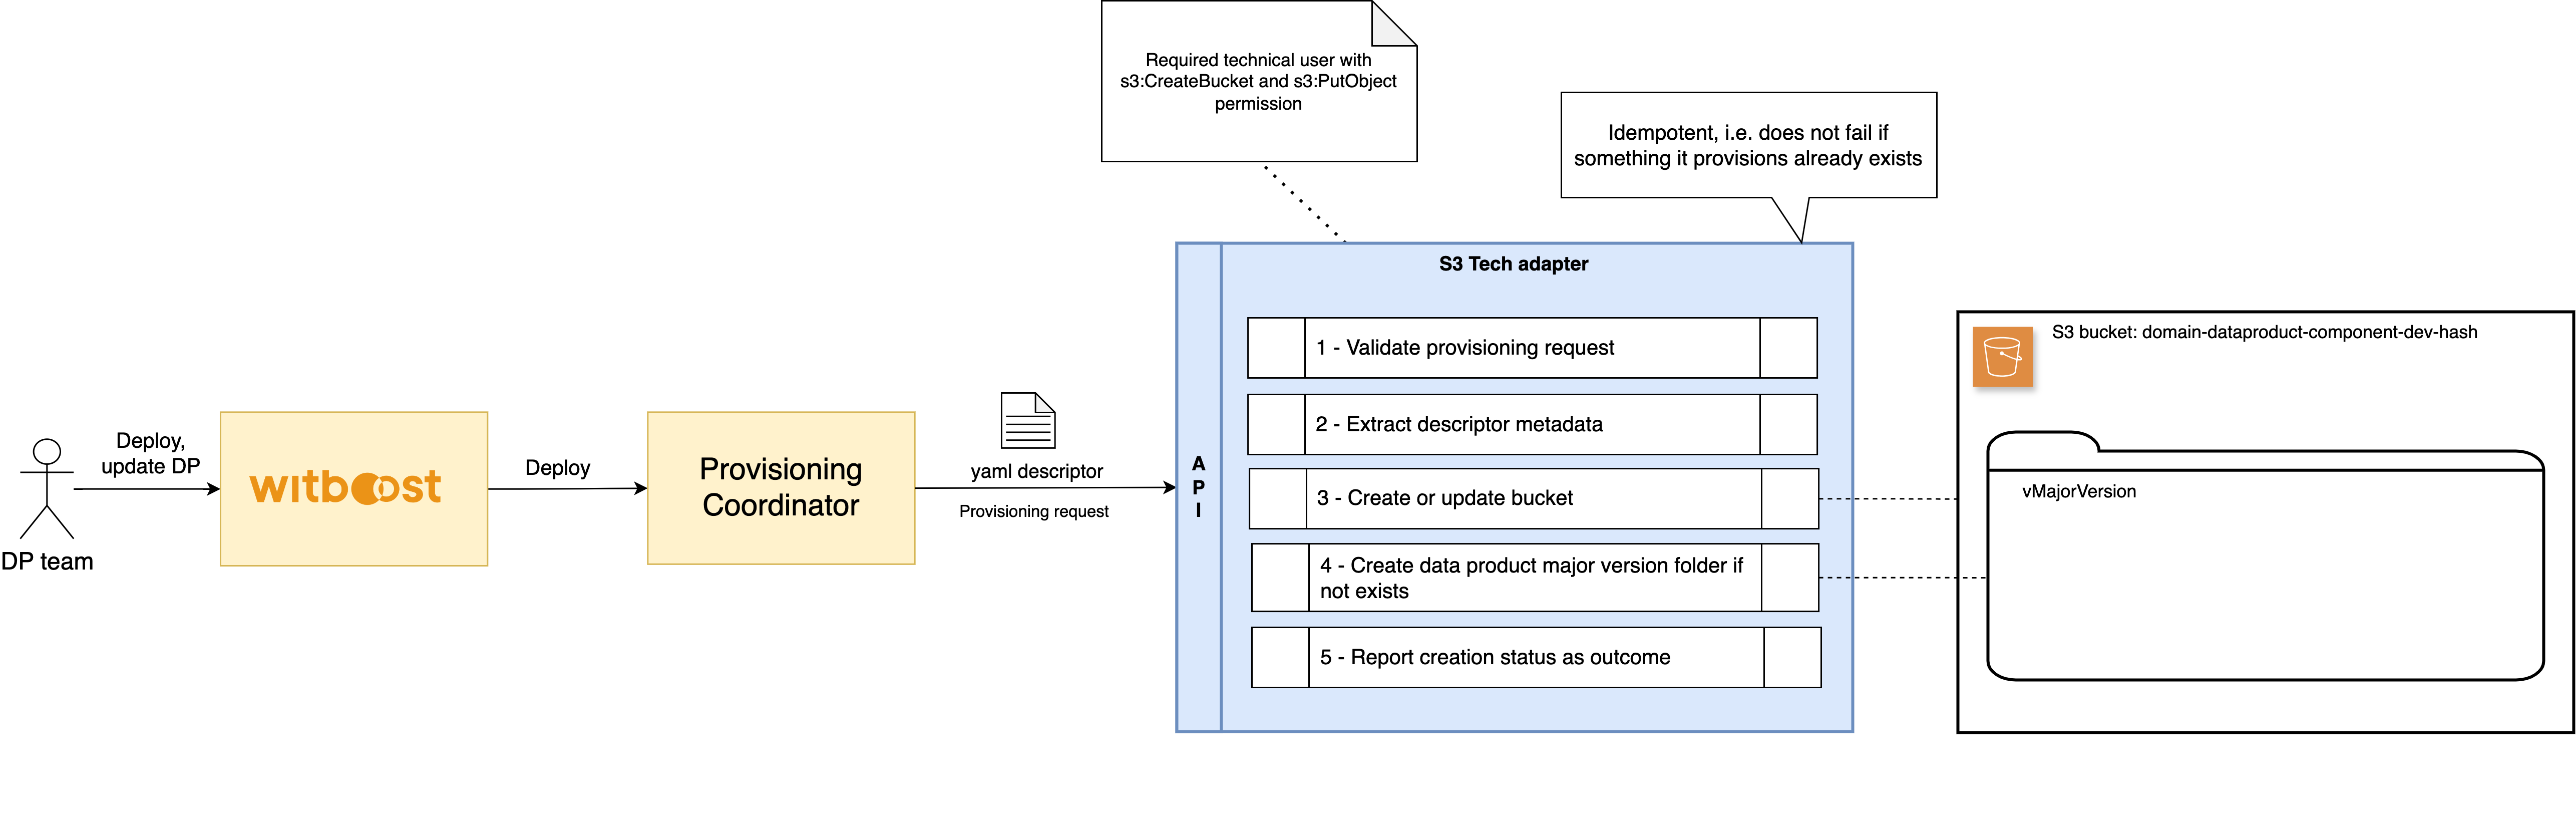 Required technical user with
s3:CreateBucket and s3:PutObject
permission
Idempotent, i.e. does not fail if
something it provisions already exists
S3 Tech adapter
1 - Validate provisioning request
2 - Extract descriptor metadata
3 - Create or update bucket
4 - Create data product major version folder if
not exists
5 - Report creation status as outcome
A
P
I
S3 bucket: domain-dataproduct-component-dev-hash
vMajorVersion
Deploy,
update DP
DP team
witboost
Deploy
Provisioning
Coordinator
yaml descriptor
Provisioning request